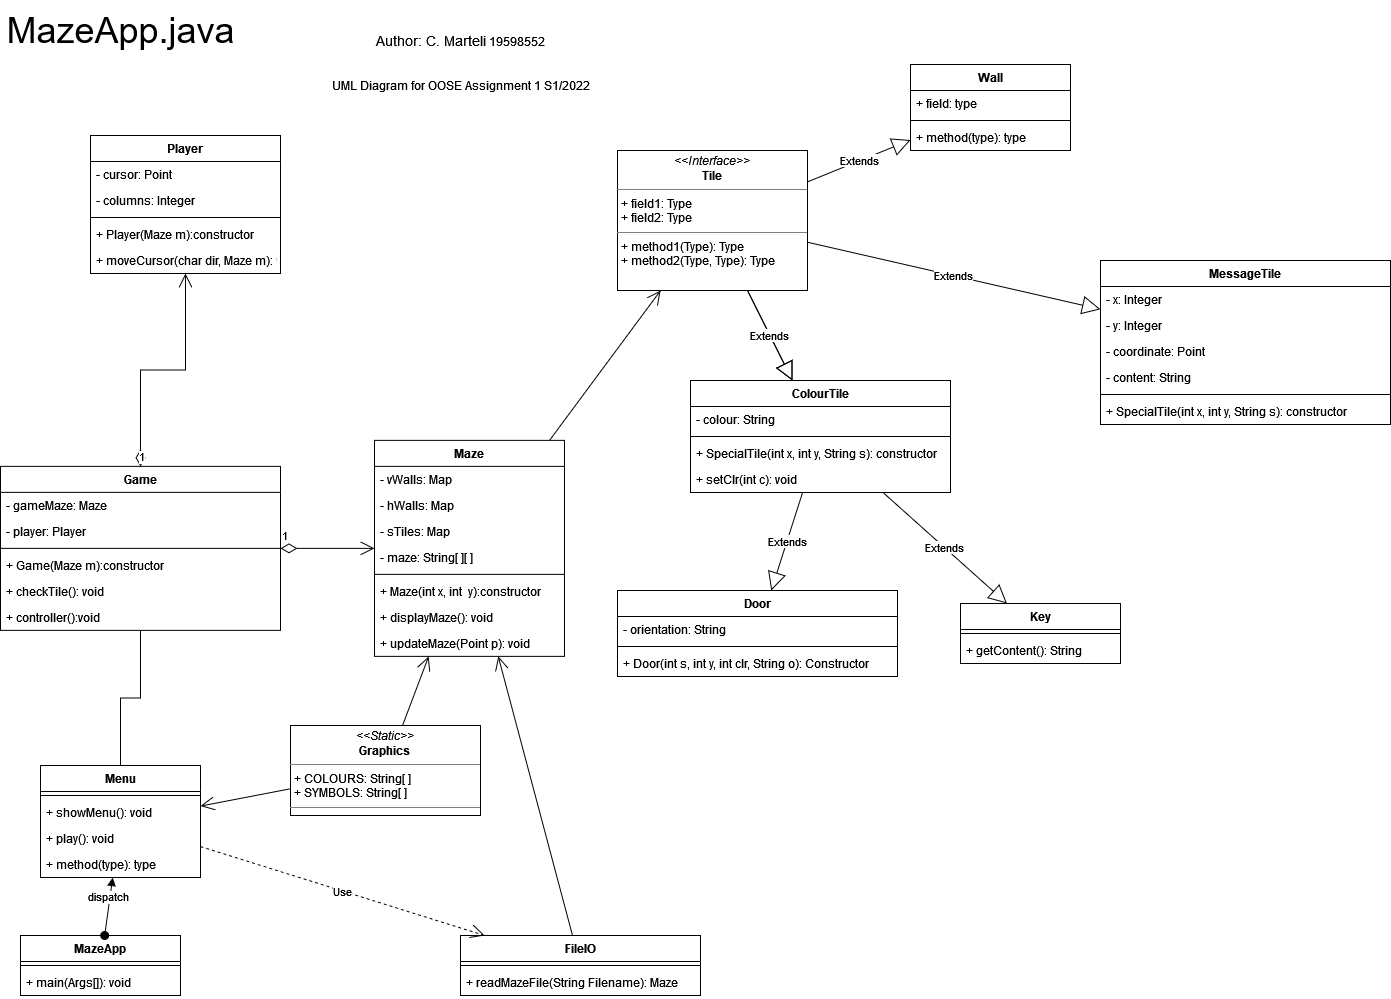 MazeApp.java
Author: C. Marteli 19598552
UML Diagram for OOSE Assignment 1 S1/2022
Wall
+ field: type
+ method(type): type
Player
- cursor: Point
- columns: Integer
+ Player(Maze m):constructor
+ moveCursor(char dir, Maze m):
<<Interface>>
Tile
+ field1: Type
+ field2: Type
+ method1(Type): Type
+ method2(Type, Type): Type
Extends
Extends
Extends
MessageTile
- x: Integer
- y: Integer
- coordinate: Point
- content: String
+ SpecialTile(int x, int y, String s): constructor
ColourTile
- colour: String
+ SpecialTile(int x, int y, String s): constructor
+ setClr(int c): void
1
Game
- gameMaze: Maze
- player: Player
+ Game(Maze m):constructor
+ checkTile(): void
+ controller():void
1
Maze
- vWalls: Map
- hWalls: Map
- sTiles: Map
- maze: String[ ][ ]
+ Maze(int x, int  y):constructor
+ displayMaze(): void
+ updateMaze(Point p): void
Extends
Extends
Door
- orientation: String
+ Door(int s, int y, int clr, String o): Constructor
Key
+ getContent(): String
<<Static>>
Graphics
+ COLOURS: String[ ]
+ SYMBOLS: String[ ]
Menu
+ showMenu(): void
+ play(): void
+ method(type): type
Use
dispatch
MazeApp
+ main(Args[]): void
FileIO
+ readMazeFile(String Filename): Maze